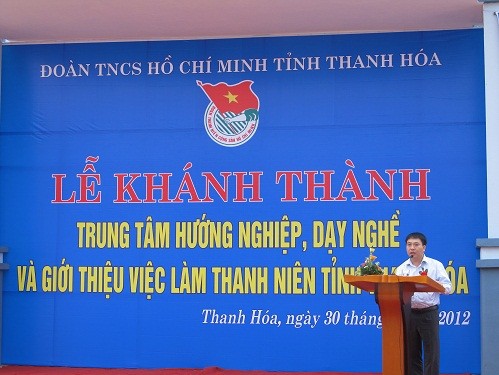 ĐOÀN TNCS HỒ CHÍ MINH TỈNH THANH HÓA
LỄ KHÁNH THÀNH
TRUNG TÂM HƯỚNG NGHIỆP, DẠY NGHỀ
VÀ GIỚI THIỆU VIỆC LÀM THANH NIÊN TỈNH HÓA
Thanh Hóa, ngày 30 tháng 2012